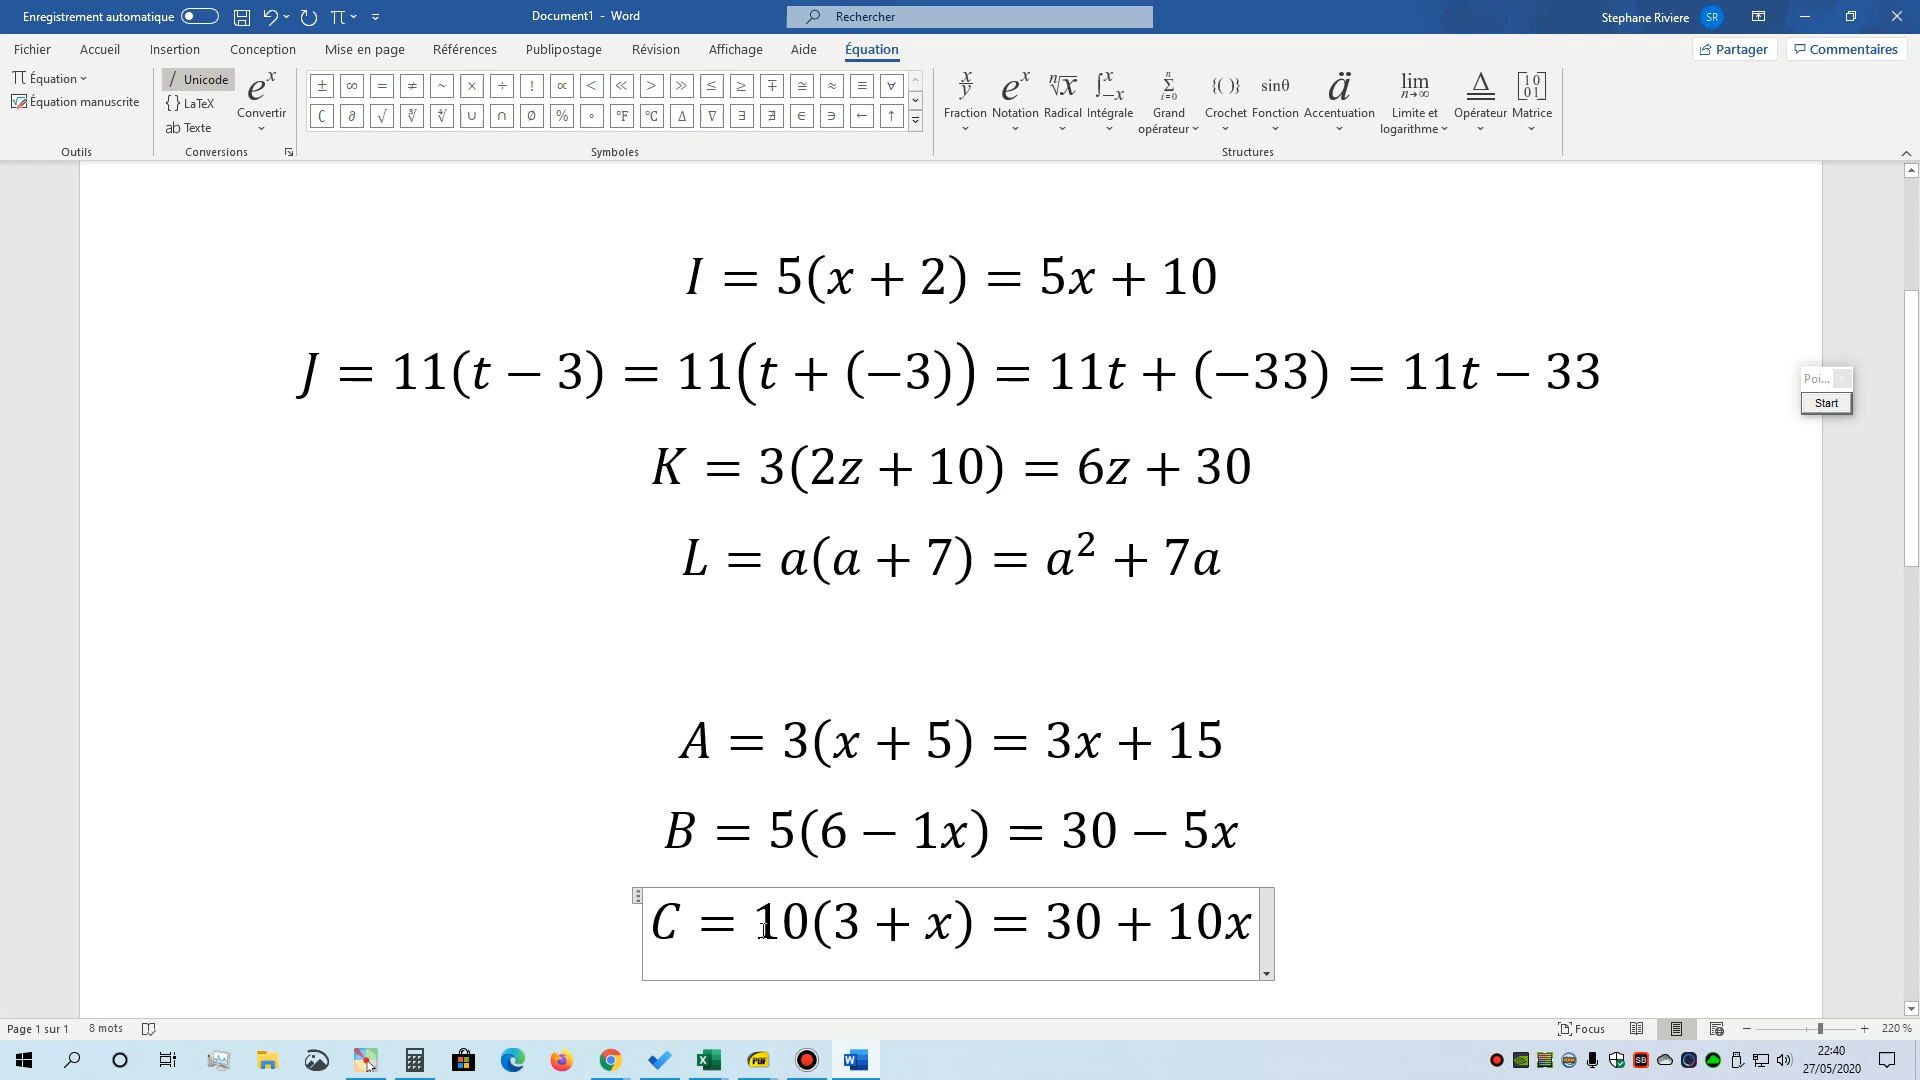 Enregistrement automatique Document1 - Word Rechercher Stephane Riviere SR
Fichier Accueil Insertion Conception Mise en page Références Publipostage Révision Affichage Aide Équation Partager Commentaires
π Équation / Unicode eˣ ± ∞ = ≠ ~ × ÷ ! ∝ < ≪ > ≫ ≤ ≥ ∓ ≅ ≈ ≡ ∀
Équation manuscrite { } LaTeX Convertir ∁ ∂ √ ∛ ∜ ∪ ∩ ∅ % ° °F °C ∆ ∇ ∃ ∄ ∈ ∋ ← ↑
ab Texte
Fraction Notation Radical Intégrale Grand opérateur Crochet Fonction Accentuation Limite et logarithme Opérateur Matrice
Outils Conversions Symboles Structures
I = 5(x + 2) = 5x + 10
J = 11(t − 3) = 11(t + (−3)) = 11t + (−33) = 11t − 33
Poi...
Start
K = 3(2z + 10) = 6z + 30
L = a(a + 7) = a² + 7a
A = 3(x + 5) = 3x + 15
B = 5(6 − 1x) = 30 − 5x
C = 10(3 + x) = 30 + 10x
Page 1 sur 1 8 mots Focus 220 %
22:40
27/05/2020